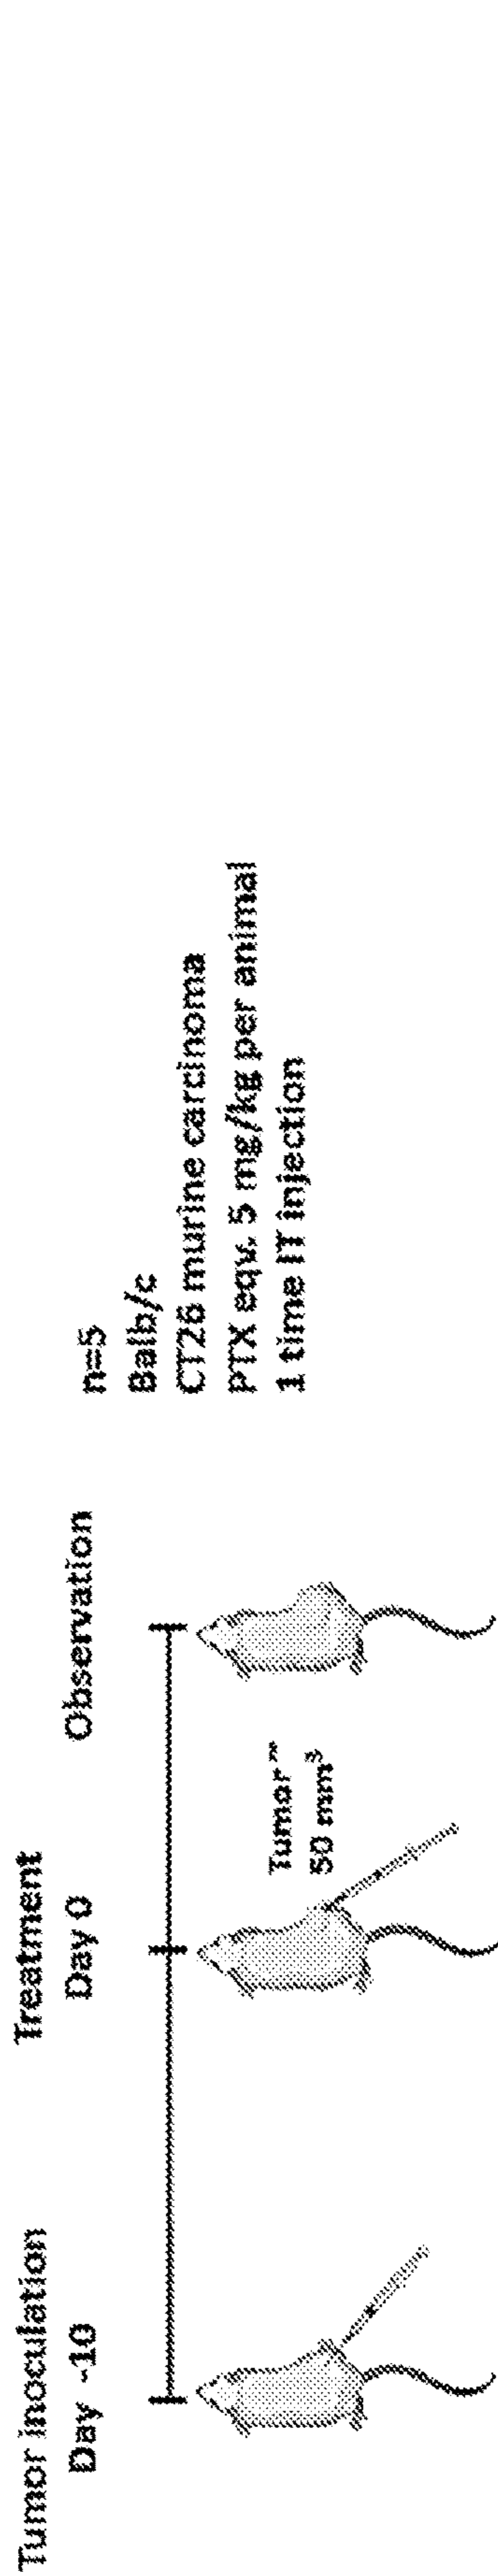 Tumor inoculation
Day -10
Treatment
Day 0
Observation
Tumor ~
50 mm³
n=5
Balb/c
CT26 murine carcinoma
PTX eqv. 5 mg/kg per animal
1 time IT injection